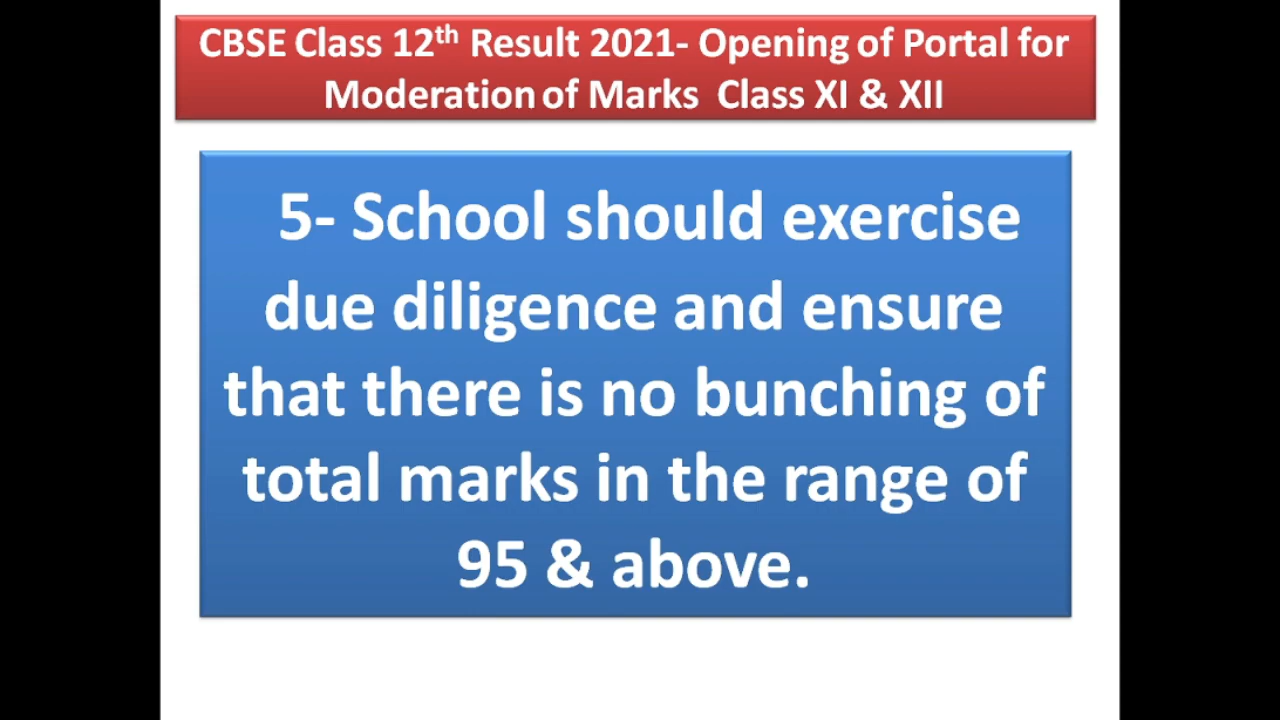 CBSE Class 12th Result 2021- Opening of Portal for
Moderation of Marks Class XI & XII
5- School should exercise
due diligence and ensure
that there is no bunching of
total marks in the range of
95 & above.